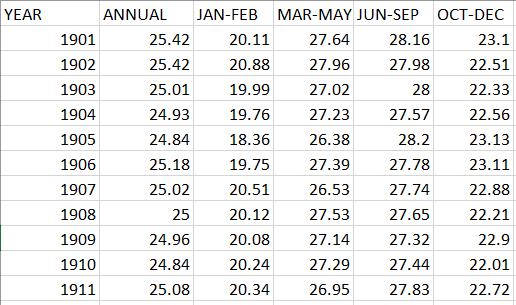 YEAR ANNUAL JAN-FEB MAR-MAY JUN-SEP OCT-DEC
1901 25.42 20.11 27.64 28.16 23.1
1902 25.42 20.88 27.96 27.98 22.51
1903 25.01 19.99 27.02 28 22.33
1904 24.93 19.76 27.23 27.57 22.56
1905 24.84 18.36 26.38 28.2 23.13
1906 25.18 19.75 27.39 27.78 23.11
1907 25.02 20.51 26.53 27.74 22.88
1908 25 20.12 27.53 27.65 22.21
1909 24.96 20.08 27.14 27.32 22.9
1910 24.84 20.24 27.29 27.44 22.01
1911 25.08 20.34 26.95 27.83 22.72